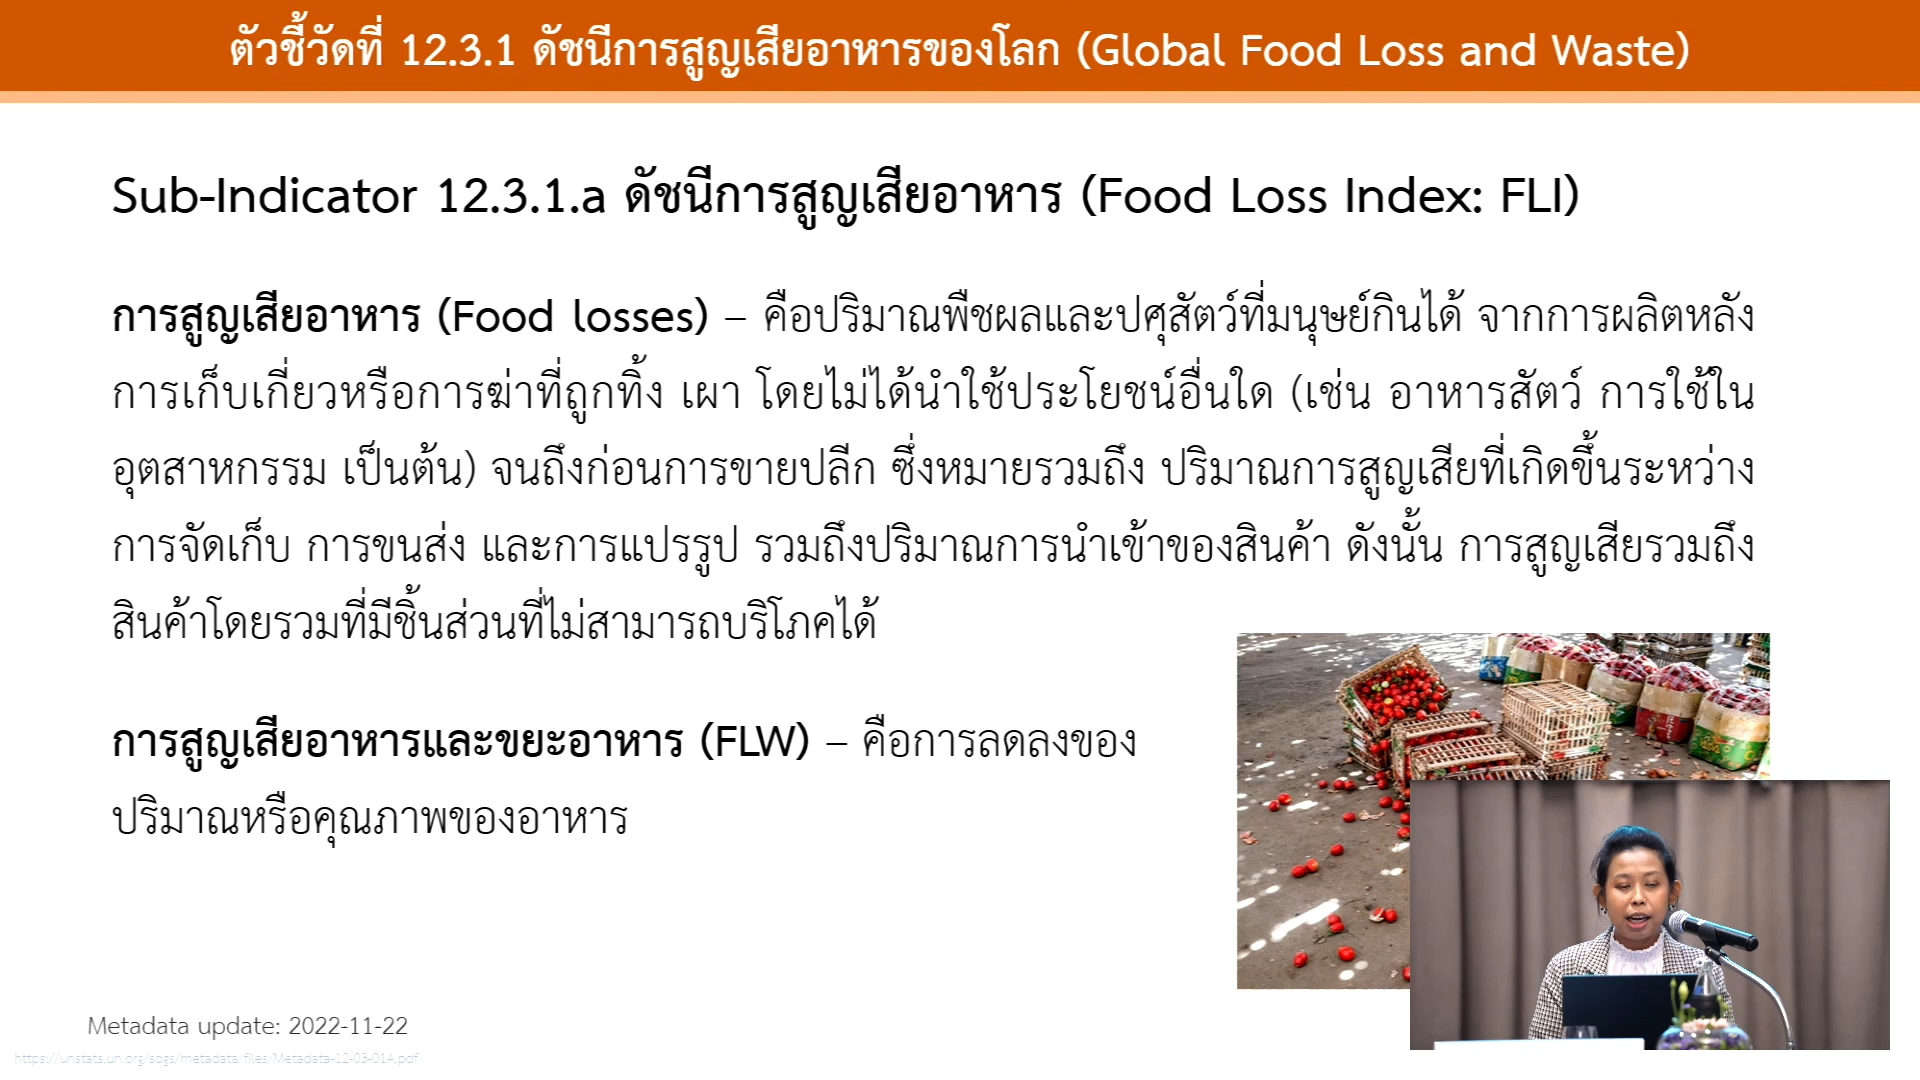 ตัวชี้วัดที่ 12.3.1 ดัชนีการสูญเสียอาหารของโลก (Global Food Loss and Waste)
Sub-Indicator 12.3.1.a ดัชนีการสูญเสียอาหาร (Food Loss Index: FLI)
การสูญเสียอาหาร (Food losses) – คือปริมาณพืชผลและปศุสัตว์ที่มนุษย์กินได้ จากการผลิตหลัง
การเก็บเกี่ยวหรือการฆ่าที่ถูกทิ้ง เผา โดยไม่ได้นำใช้ประโยชน์อื่นใด (เช่น อาหารสัตว์ การใช้ใน
อุตสาหกรรม เป็นต้น) จนถึงก่อนการขายปลีก ซึ่งหมายรวมถึง ปริมาณการสูญเสียที่เกิดขึ้นระหว่าง
การจัดเก็บ การขนส่ง และการแปรรูป รวมถึงปริมาณการนำเข้าของสินค้า ดังนั้น การสูญเสียรวมถึง
สินค้าโดยรวมที่มีชิ้นส่วนที่ไม่สามารถบริโภคได้
การสูญเสียอาหารและขยะอาหาร (FLW) – คือการลดลงของ
ปริมาณหรือคุณภาพของอาหาร
Metadata update: 2022-11-22
https://unstats.un.org/sdgs/metadata/files/Metadata-12-03-01A.pdf